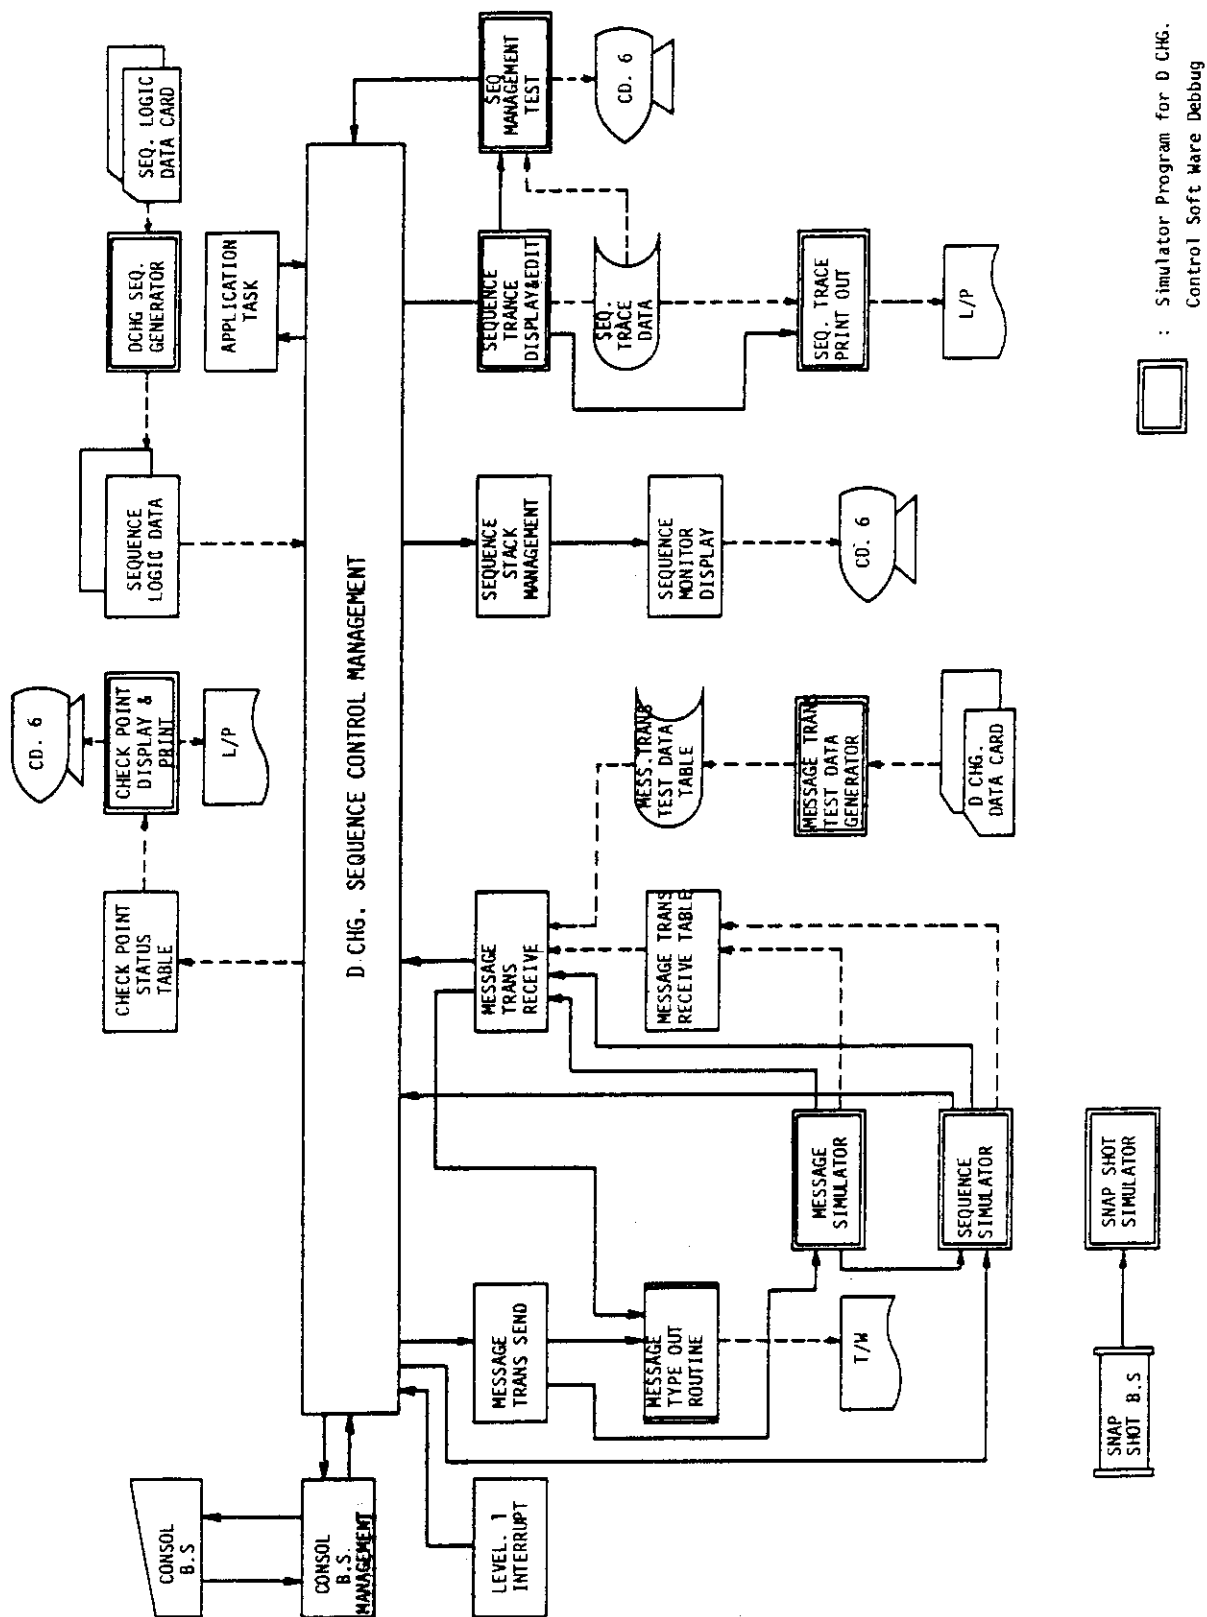 CONSOL
B.S
CONSOL
B.S.
MANAGEMENT
LEVEL. 1
INTERRUPT
CHECK POINT
STATUS
TABLE
CD. 6
CHECK POINT
DISPLAY &
PRINT
L/P
SEQUENCE
LOGIC DATA
DCHG SEQ.
GENERATOR
SEQ. LOGIC
DATA CARD
APPLICATION
TASK
D CHG. SEQUENCE CONTROL MANAGEMENT
MESSAGE
TRANS SEND
MESSAGE
TYPE OUT
ROUTINE
T/W
MESSAGE
TRANS
RECEIVE
MESSAGE TRANS
RECEIVE TABLE
MESSAGE
SIMULATOR
SEQUENCE
SIMULATOR
SNAP
SHOT B.S
SNAP SHOT
SIMULATOR
MESS.TRANS
TEST DATA
TABLE
MESSAGE TRANS
TEST DATA
GENERATOR
D CHG.
DATA CARD
SEQUENCE
STACK
MANAGEMENT
SEQUENCE
MONITOR
DISPLAY
CD. 6
SEQUENCE
TRANCE
DISPLAY&EDIT
SEQ.
TRACE
DATA
SEQ. TRACE
PRINT OUT
L/P
SEQ
MANAGEMENT
TEST
CD. 6
: Simulator Program for D CHG.
Control Soft Ware Debbug